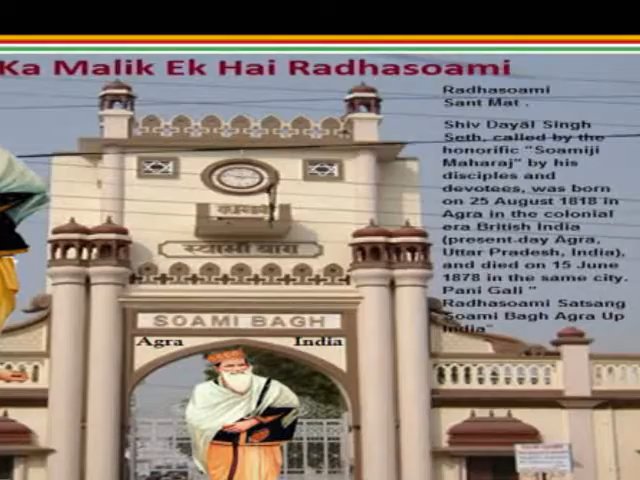 Ka Malik Ek Hai Radhasoami
Radhasoami
Sant Mat .
Shiv Dayāl Singh
Seth, called by the
honorific "Soamiji
Maharaj" by his
disciples and
devotees, was born
on 25 August 1818 in
Agra in the colonial
era British India
(present-day Agra,
Uttar Pradesh, India),
and died on 15 June
1878 in the same city.
Pani Gali "
Radhasoami Satsang
Soami Bagh Agra Up
India"
राधास्वामी
स्वामी बाग
SOAMI BAGH
Agra India